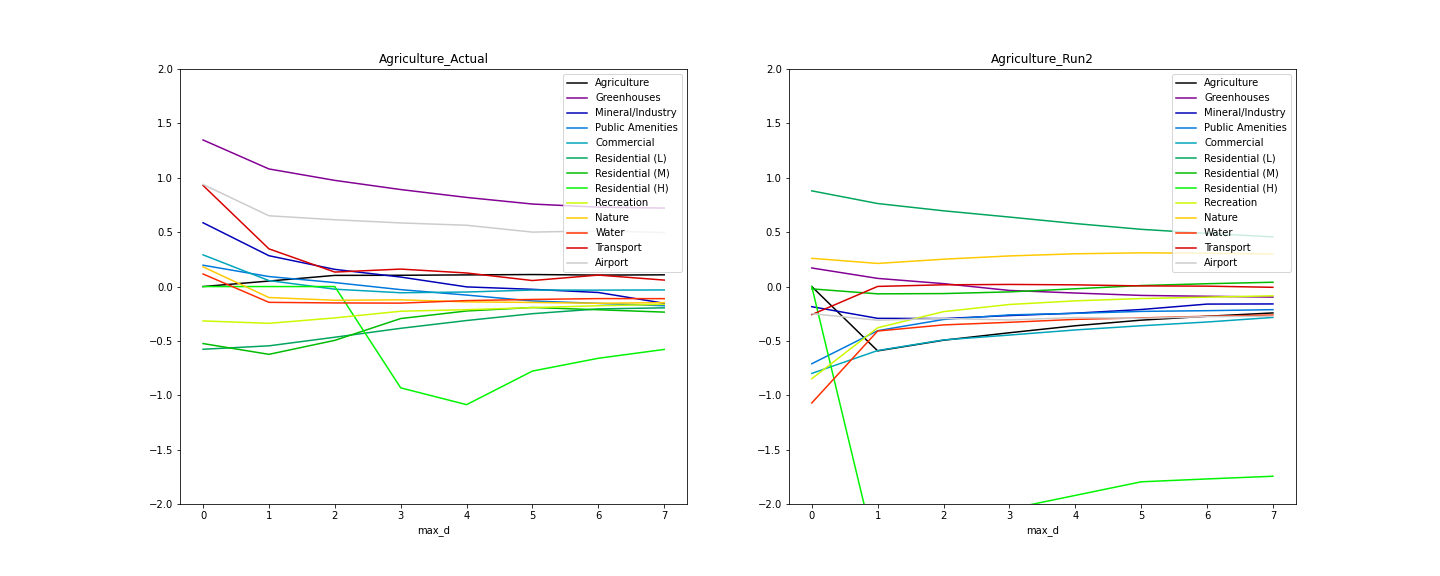 Agriculture_Actual
2.0
1.5
1.0
0.5
0.0
−0.5
−1.0
−1.5
−2.0
0 1 2 3 4 5 6 7
max_d
Agriculture
Greenhouses
Mineral/Industry
Public Amenities
Commercial
Residential (L)
Residential (M)
Residential (H)
Recreation
Nature
Water
Transport
Airport
Agriculture_Run2
2.0
1.5
1.0
0.5
0.0
−0.5
−1.0
−1.5
−2.0
0 1 2 3 4 5 6 7
max_d
Agriculture
Greenhouses
Mineral/Industry
Public Amenities
Commercial
Residential (L)
Residential (M)
Residential (H)
Recreation
Nature
Water
Transport
Airport